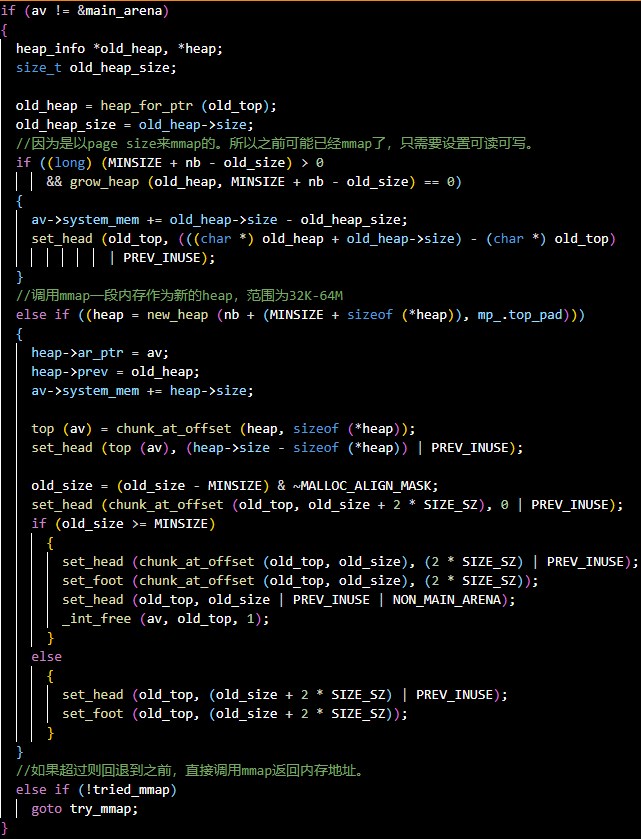 if (av != &main_arena)
{
heap_info *old_heap, *heap;
size_t old_heap_size;
old_heap = heap_for_ptr (old_top);
old_heap_size = old_heap->size;
//因为是以page size来mmap的。所以之前可能已经mmap了，只需要设置可读可写。
if ((long) (MINSIZE + nb - old_size) > 0
&& grow_heap (old_heap, MINSIZE + nb - old_size) == 0)
{
av->system_mem += old_heap->size - old_heap_size;
set_head (old_top, (((char *) old_heap + old_heap->size) - (char *) old_top)
| PREV_INUSE);
}
//调用mmap一段内存作为新的heap，范围为32K-64M
else if ((heap = new_heap (nb + (MINSIZE + sizeof (*heap)), mp_.top_pad)))
{
heap->ar_ptr = av;
heap->prev = old_heap;
av->system_mem += heap->size;
top (av) = chunk_at_offset (heap, sizeof (*heap));
set_head (top (av), (heap->size - sizeof (*heap)) | PREV_INUSE);
old_size = (old_size - MINSIZE) & ~MALLOC_ALIGN_MASK;
set_head (chunk_at_offset (old_top, old_size + 2 * SIZE_SZ), 0 | PREV_INUSE);
if (old_size >= MINSIZE)
{
set_head (chunk_at_offset (old_top, old_size), (2 * SIZE_SZ) | PREV_INUSE);
set_foot (chunk_at_offset (old_top, old_size), (2 * SIZE_SZ));
set_head (old_top, old_size | PREV_INUSE | NON_MAIN_ARENA);
_int_free (av, old_top, 1);
}
else
{
set_head (old_top, (old_size + 2 * SIZE_SZ) | PREV_INUSE);
set_foot (old_top, (old_size + 2 * SIZE_SZ));
}
}
//如果超过则回退到之前，直接调用mmap返回内存地址。
else if (!tried_mmap)
goto try_mmap;
}